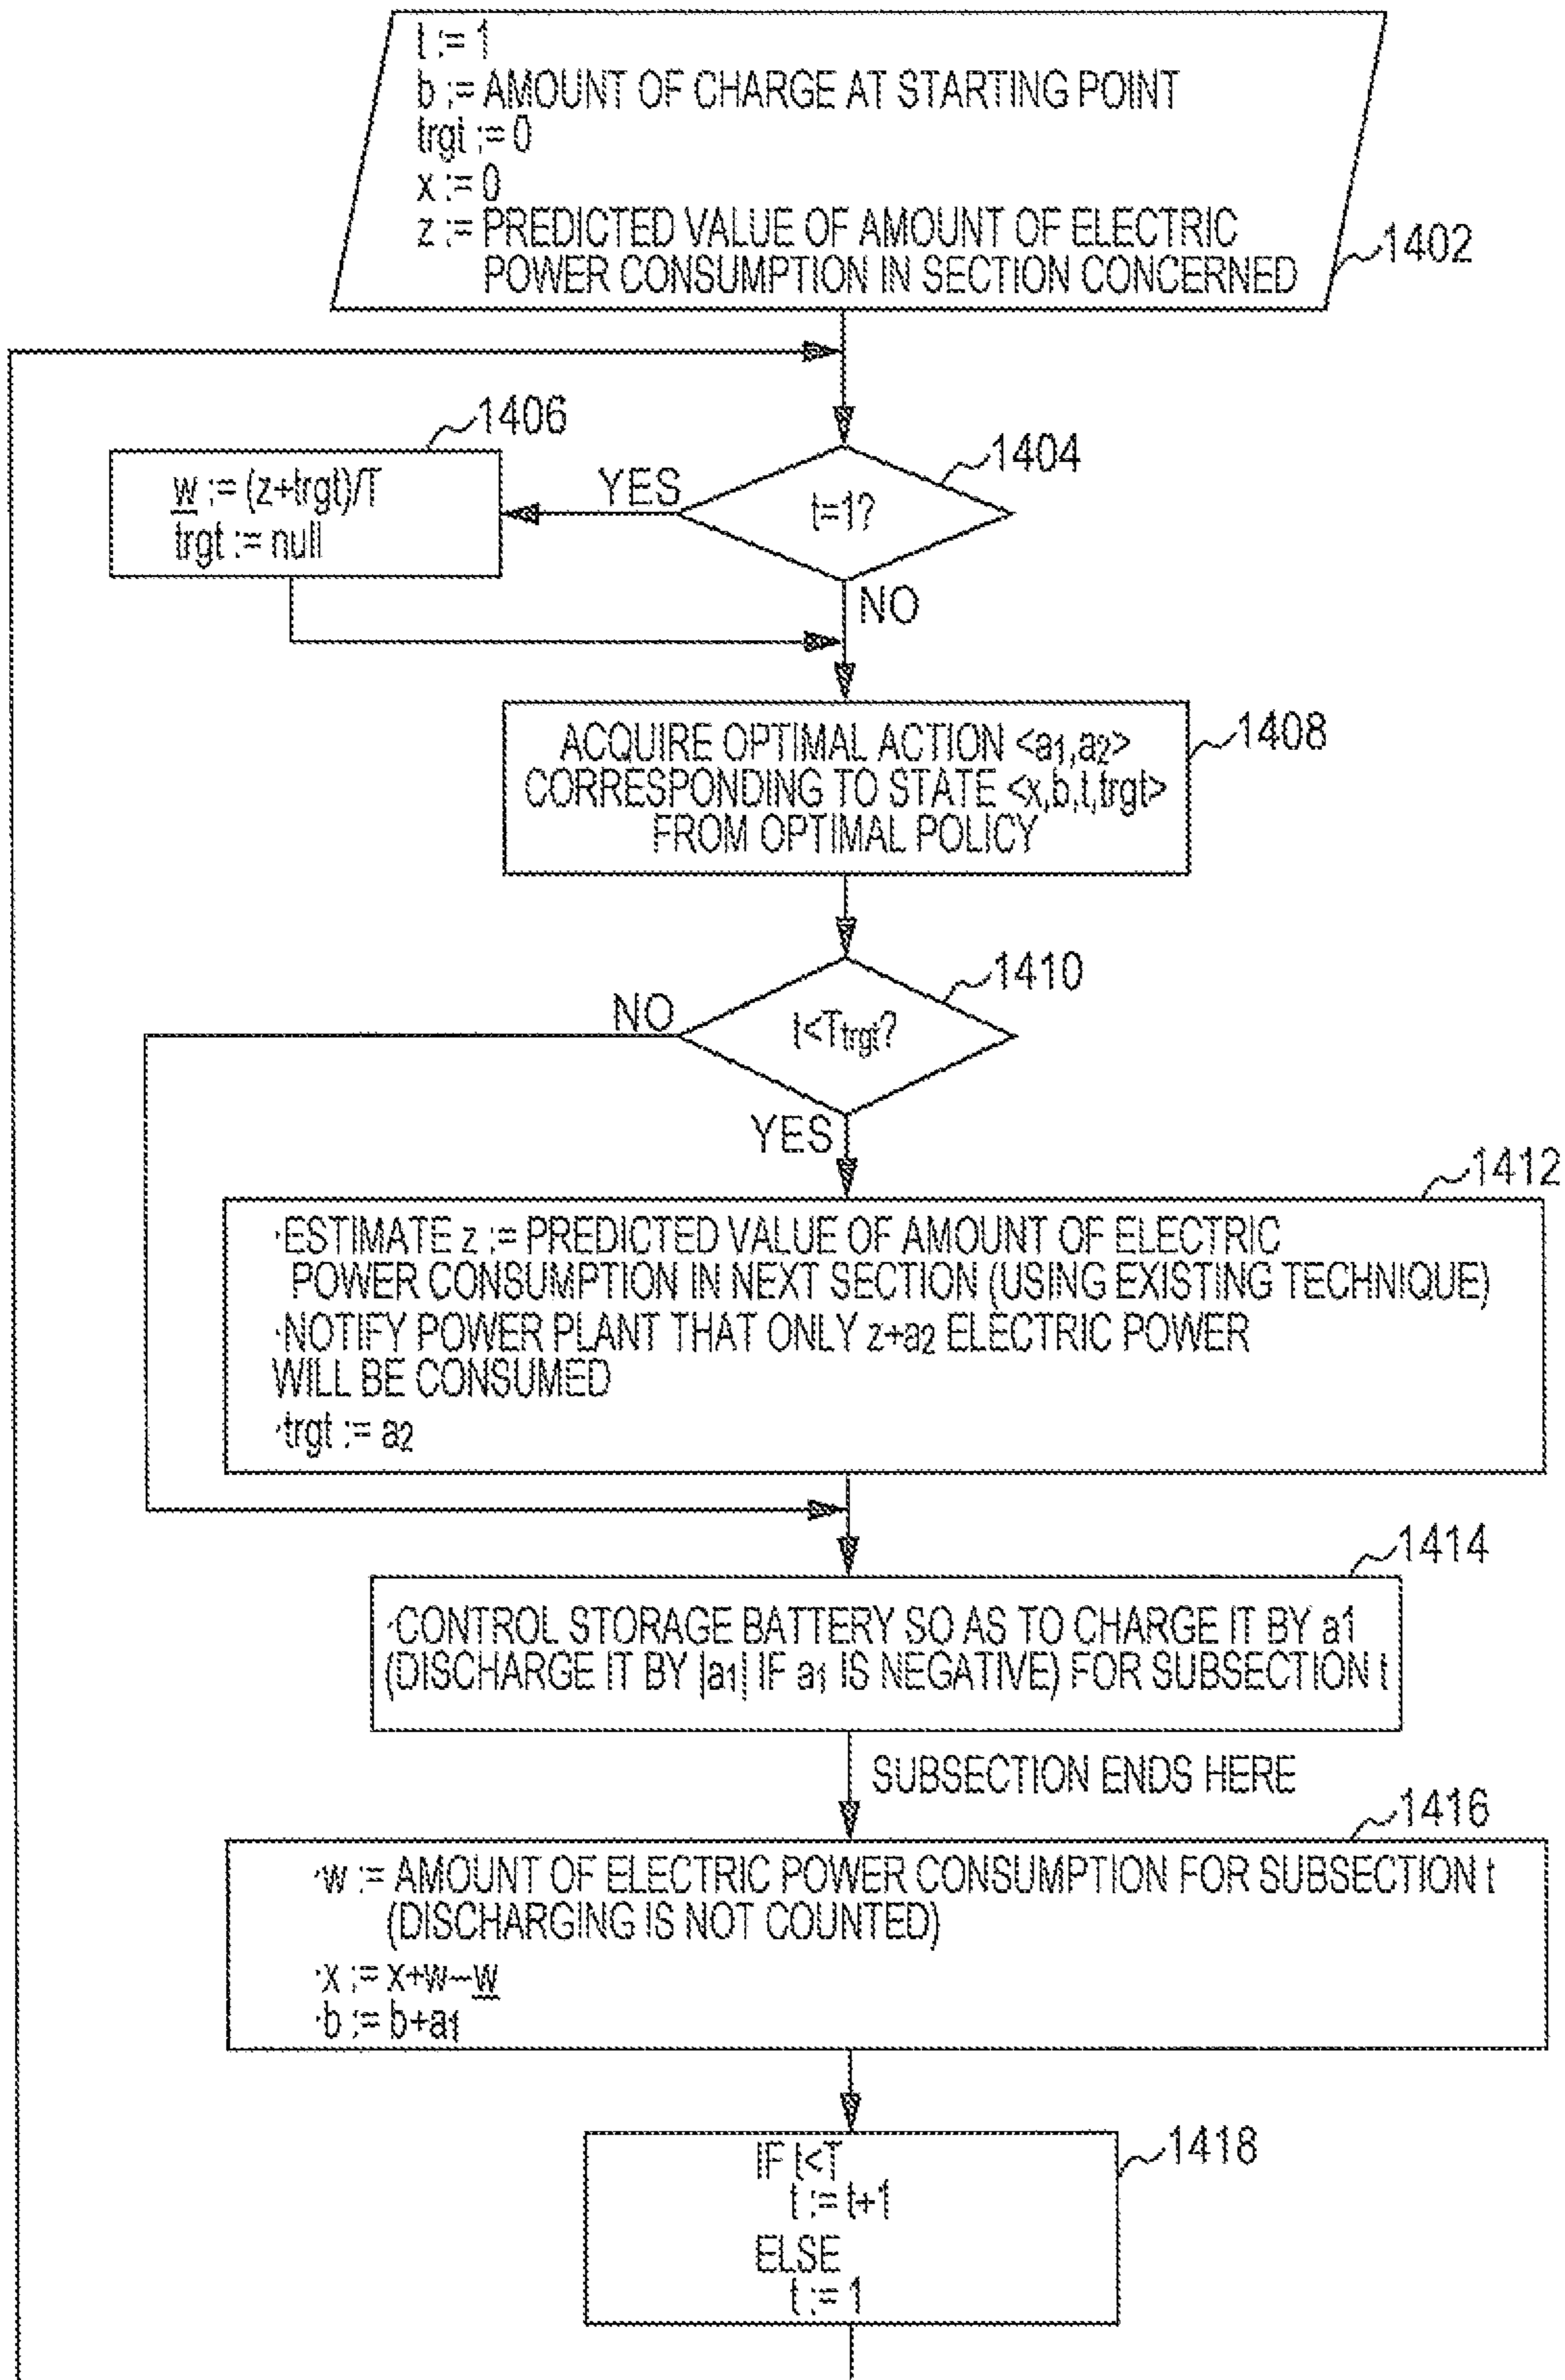 t := 1
b := AMOUNT OF CHARGE AT STARTING POINT
trgt := 0
x := 0
z := PREDICTED VALUE OF AMOUNT OF ELECTRIC
POWER CONSUMPTION IN SECTION CONCERNED
1402
1406
w := (z+trgt)/T
trgt := null
YES
1404
t=1?
NO
1408
ACQUIRE OPTIMAL ACTION <a1,a2>
CORRESPONDING TO STATE <x,b,t,trgt>
FROM OPTIMAL POLICY
1410
NO
t<Ttrgt?
YES
1412
·ESTIMATE z := PREDICTED VALUE OF AMOUNT OF ELECTRIC
POWER CONSUMPTION IN NEXT SECTION (USING EXISTING TECHNIQUE)
·NOTIFY POWER PLANT THAT ONLY z+a2 ELECTRIC POWER
WILL BE CONSUMED
·trgt := a2
1414
·CONTROL STORAGE BATTERY SO AS TO CHARGE IT BY a1
(DISCHARGE IT BY |a1| IF a1 IS NEGATIVE) FOR SUBSECTION t
SUBSECTION ENDS HERE
1416
·w := AMOUNT OF ELECTRIC POWER CONSUMPTION FOR SUBSECTION t
(DISCHARGING IS NOT COUNTED)
·x := x+w-w
·b := b+a1
1418
IF t<T
t := t+1
ELSE
t := 1